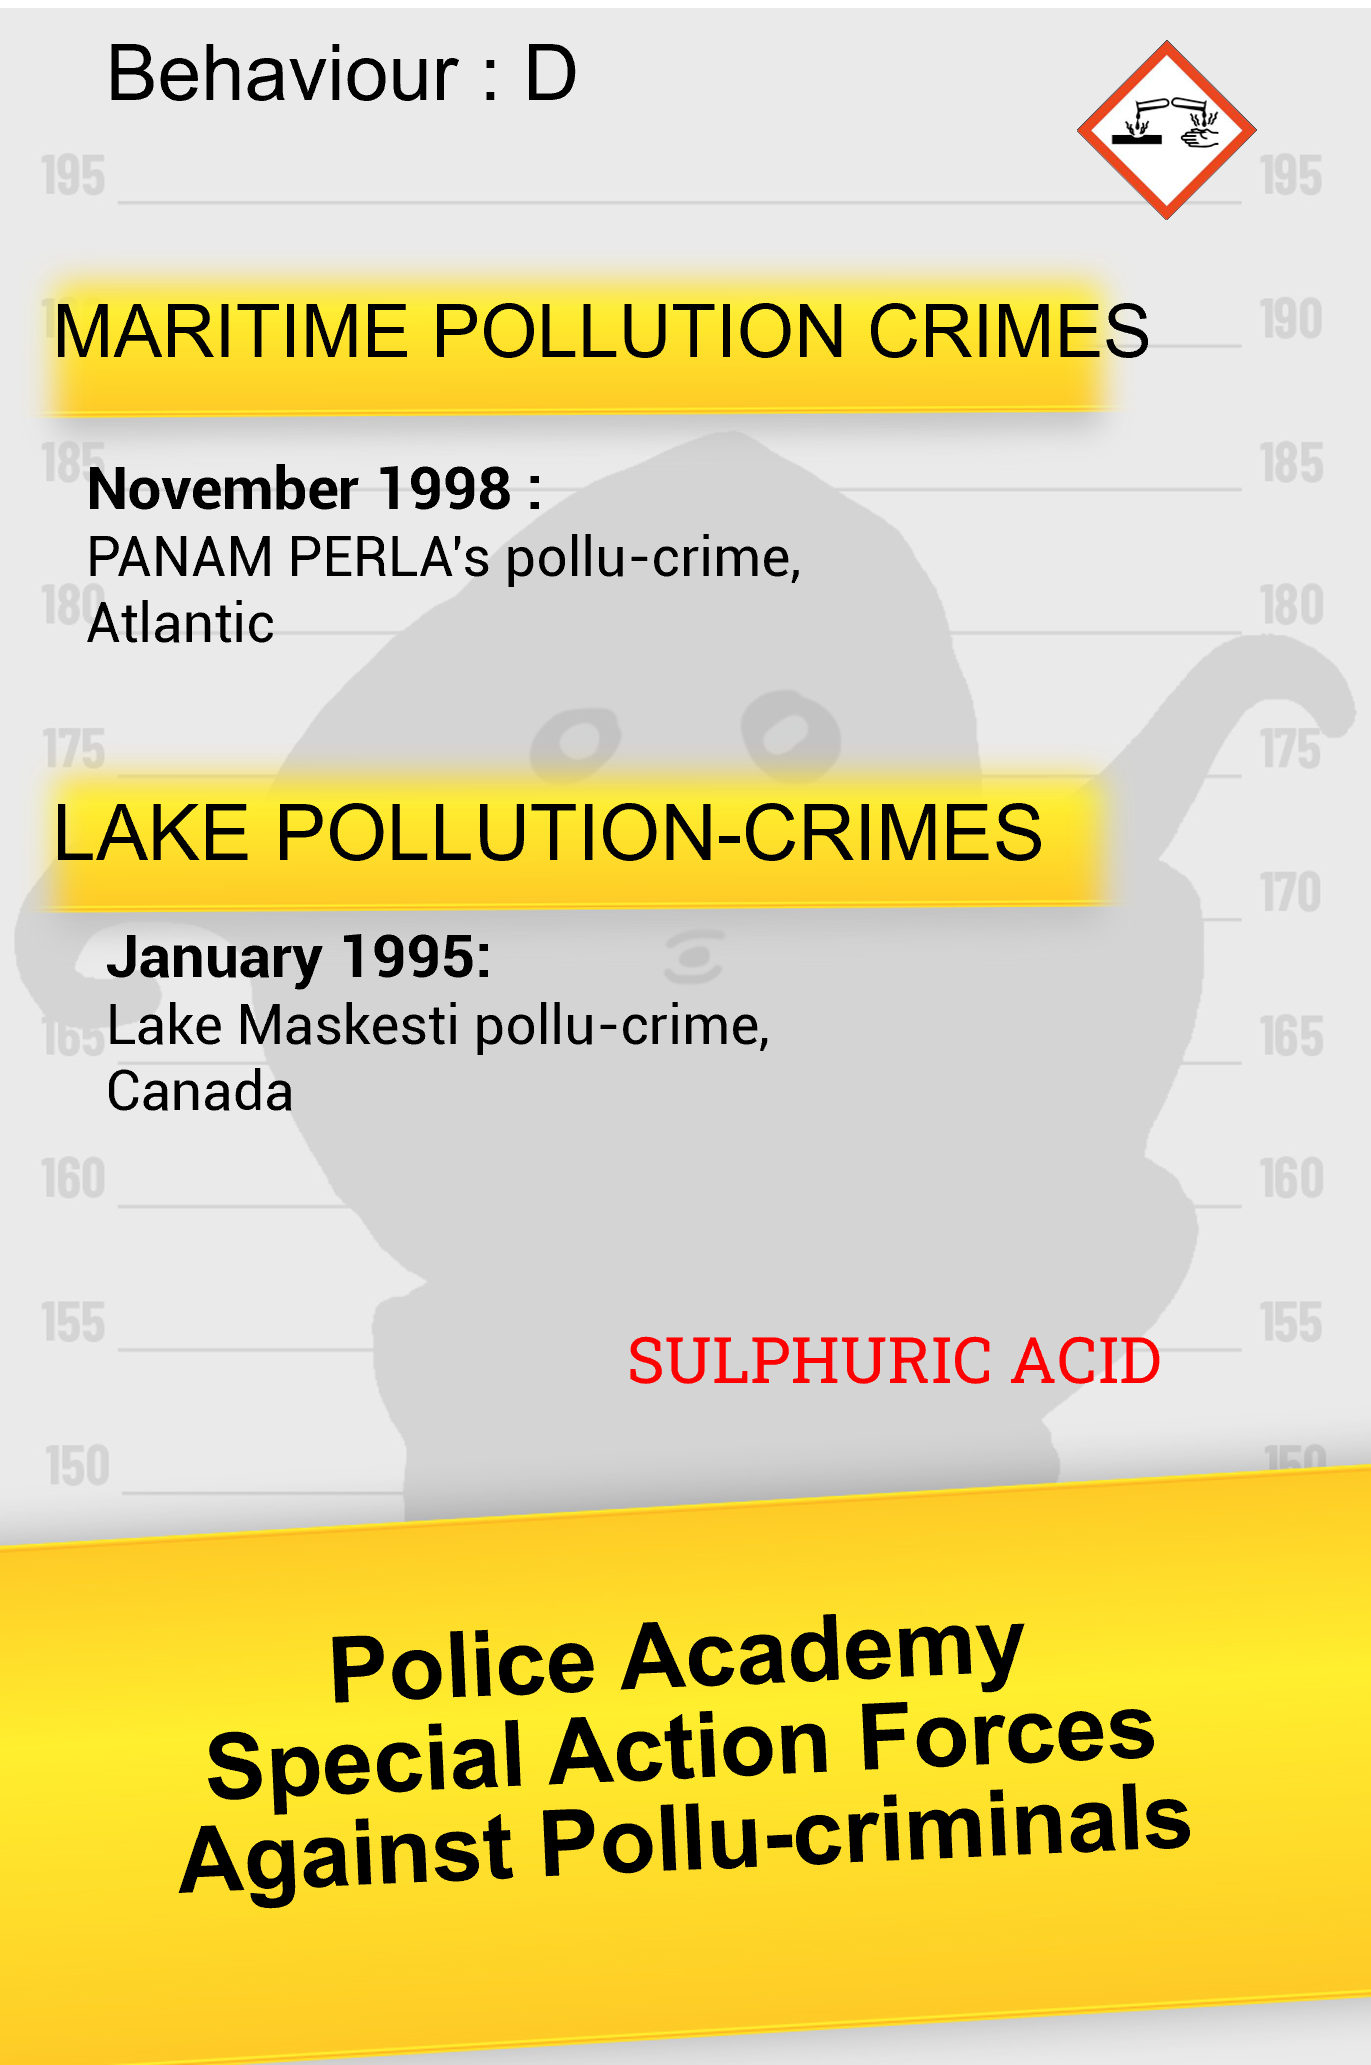 Behaviour : D
195 195
MARITIME POLLUTION CRIMES 190
185 185
November 1998 :
PANAM PERLA's pollu-crime,
180 180
Atlantic
175 175
LAKE POLLUTION-CRIMES
170
January 1995:
Lake Maskesti pollu-crime,
165 165
Canada
160 160
155 155
SULPHURIC ACID
150 150
Police Academy
Special Action Forces
Against Pollu-criminals